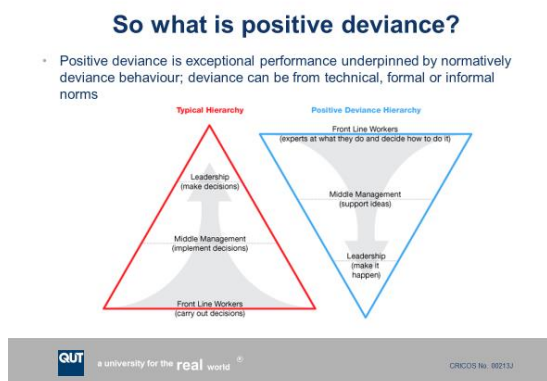 So what is positive deviance?
• Positive deviance is exceptional performance underpinned by normatively
deviance behaviour; deviance can be from technical, formal or informal
norms
Typical Hierarchy
Leadership
(make decisions)
Middle Management
(implement decisions)
Front Line Workers
(carry out decisions)
Positive Deviance Hierarchy
Front Line Workers
(experts at what they do and decide how to do it)
Middle Management
(support ideas)
Leadership
(make it
happen)
QUT
a university for the real world ®
CRICOS No. 00213J